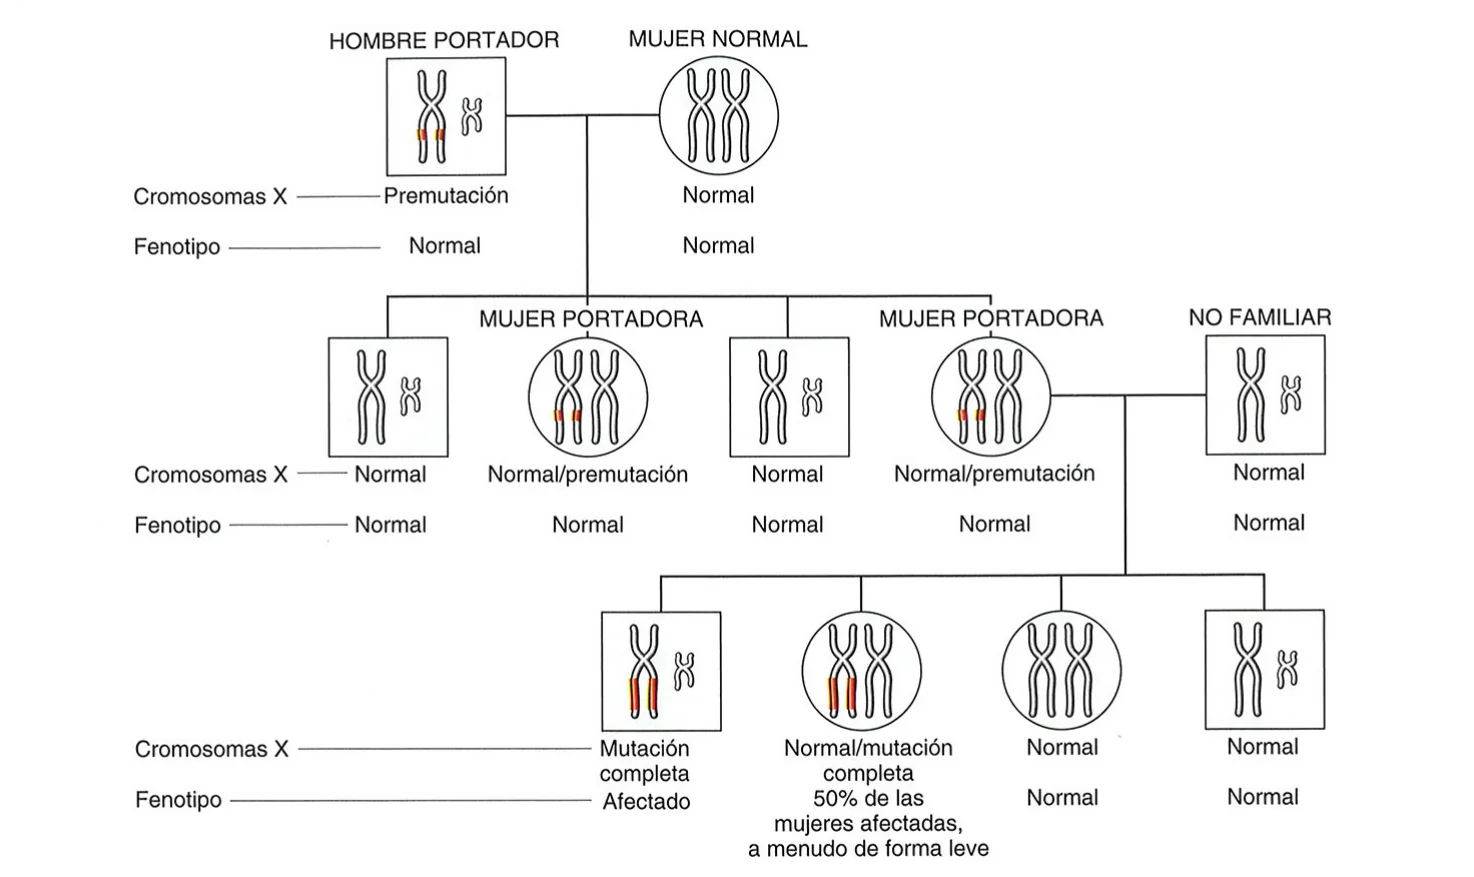 HOMBRE PORTADOR MUJER NORMAL
Cromosomas X Premutación Normal
Fenotipo Normal Normal
MUJER PORTADORA MUJER PORTADORA NO FAMILIAR
Cromosomas X Normal Normal/premutación Normal Normal/premutación Normal
Fenotipo Normal Normal Normal Normal Normal
Cromosomas X Mutación Normal/mutación Normal Normal
completa completa
Fenotipo Afectado 50% de las Normal Normal
mujeres afectadas,
a menudo de forma leve